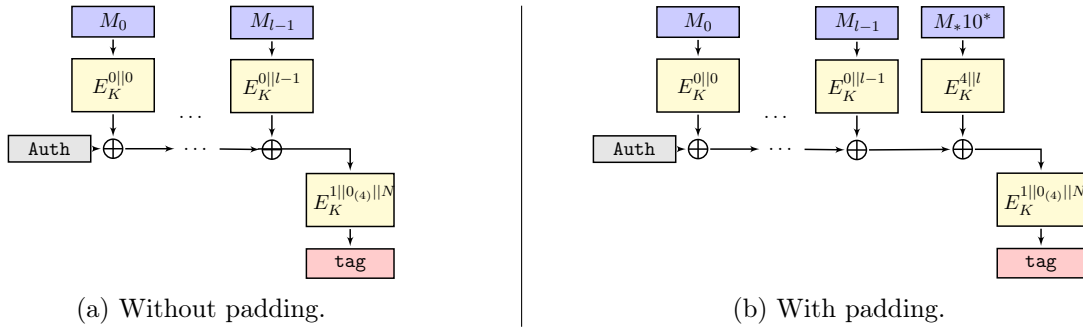 M_0 M_{l−1}
E_K^{0||0} E_K^{0||l−1}
...
Auth ⊕ ... ⊕
E_K^{1||0_{(4)}||N}
tag
(a) Without padding.
M_0 M_{l−1} M_*10^*
E_K^{0||0} E_K^{0||l−1} E_K^{4||l}
...
Auth ⊕ ... ⊕ ⊕
E_K^{1||0_{(4)}||N}
tag
(b) With padding.